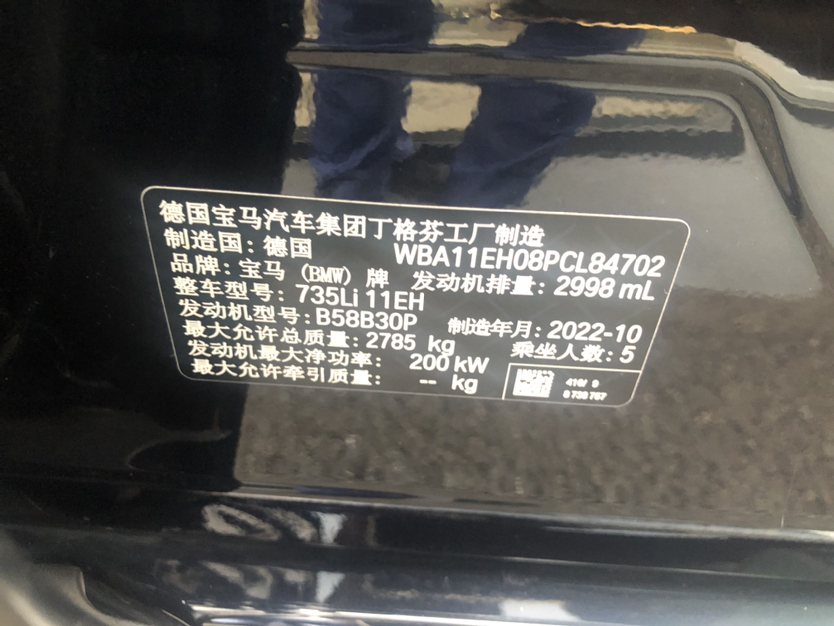 德国宝马汽车集团丁格芬工厂制造
制造国：德国 WBA11EH08PCL84702
品牌：宝马（BMW）牌 发动机排量：2998 mL
整车型号：735Li 11EH
发动机型号：B58B30P 制造年月：2022-10
最大允许总质量：2785 kg 乘坐人数：5
发动机最大净功率：200 kW
最大允许牵引质量：-- kg